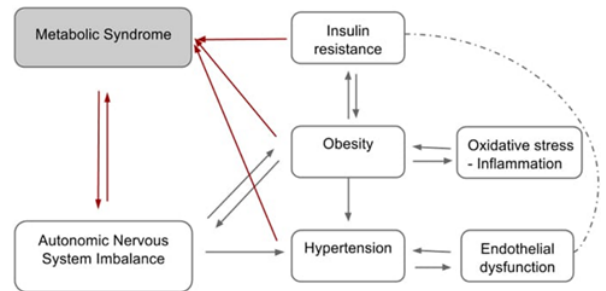 Metabolic Syndrome
Insulin
resistance
Obesity
Oxidative stress
- Inflammation
Autonomic Nervous
System Imbalance
Hypertension
Endothelial
dysfunction